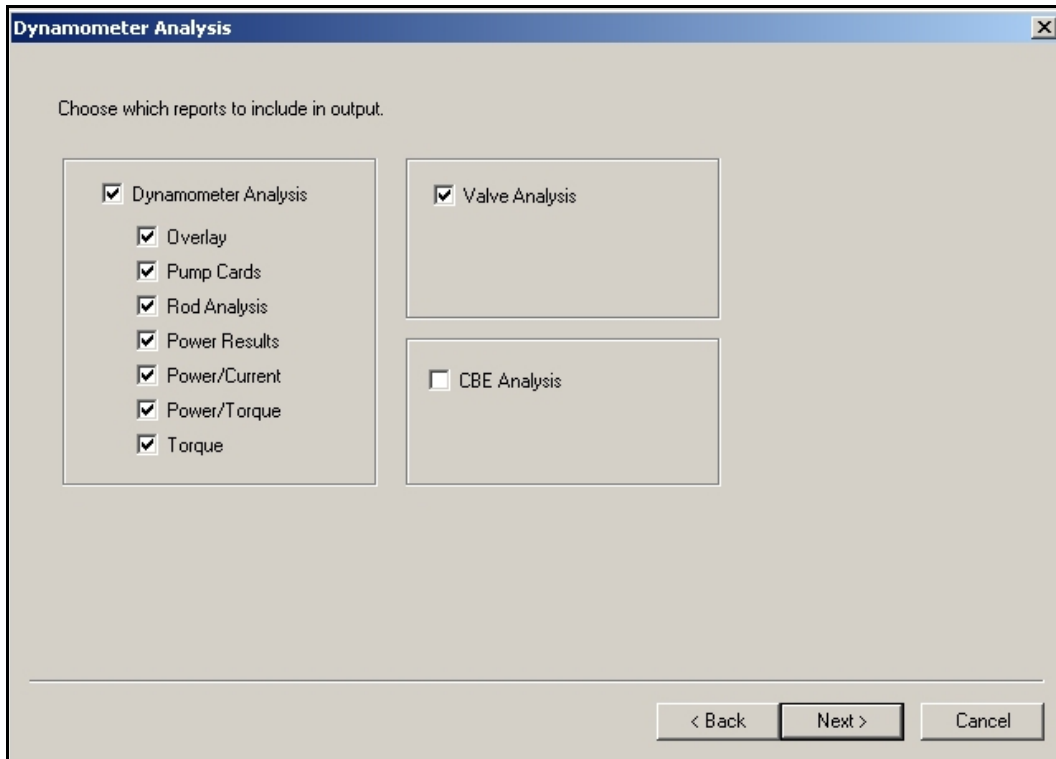 Dynamometer Analysis
Choose which reports to include in output.
Dynamometer Analysis
Overlay
Pump Cards
Rod Analysis
Power Results
Power/Current
Power/Torque
Torque
Valve Analysis
CBE Analysis
< Back
Next >
Cancel